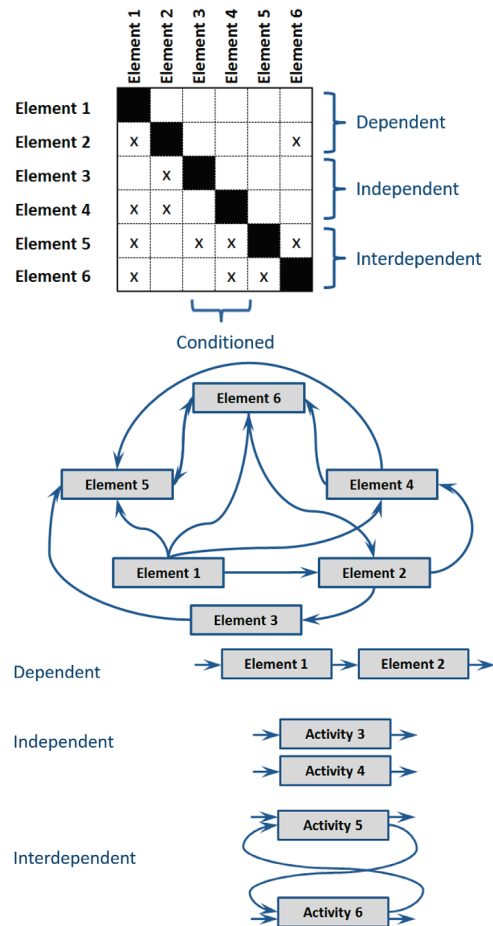 Element 1
Element 2
Element 3
Element 4
Element 5
Element 6
Element 1
Element 2 x x
Element 3 x
Element 4 x x
Element 5 x x x x
Element 6 x x x
Dependent
Independent
Interdependent
Conditioned
Element 6
Element 5 Element 4
Element 1 Element 2
Element 3
Dependent Element 1 Element 2
Independent Activity 3
Activity 4
Interdependent Activity 5
Activity 6